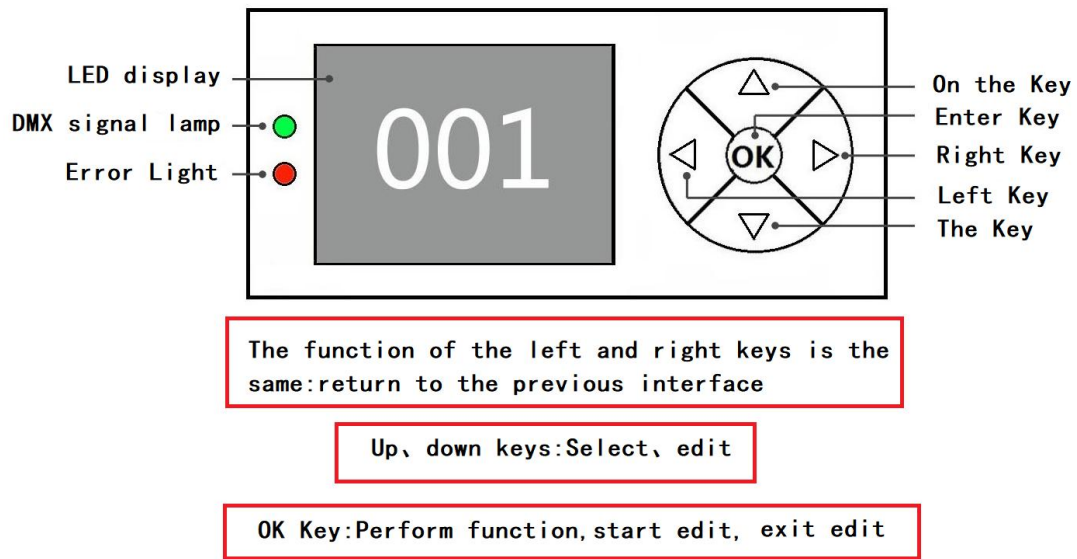 LED display
DMX signal lamp
Error Light
001
OK
On the Key
Enter Key
Right Key
Left Key
The Key
The function of the left and right keys is the
same:return to the previous interface
Up、down keys:Select、edit
OK Key:Perform function,start edit, exit edit